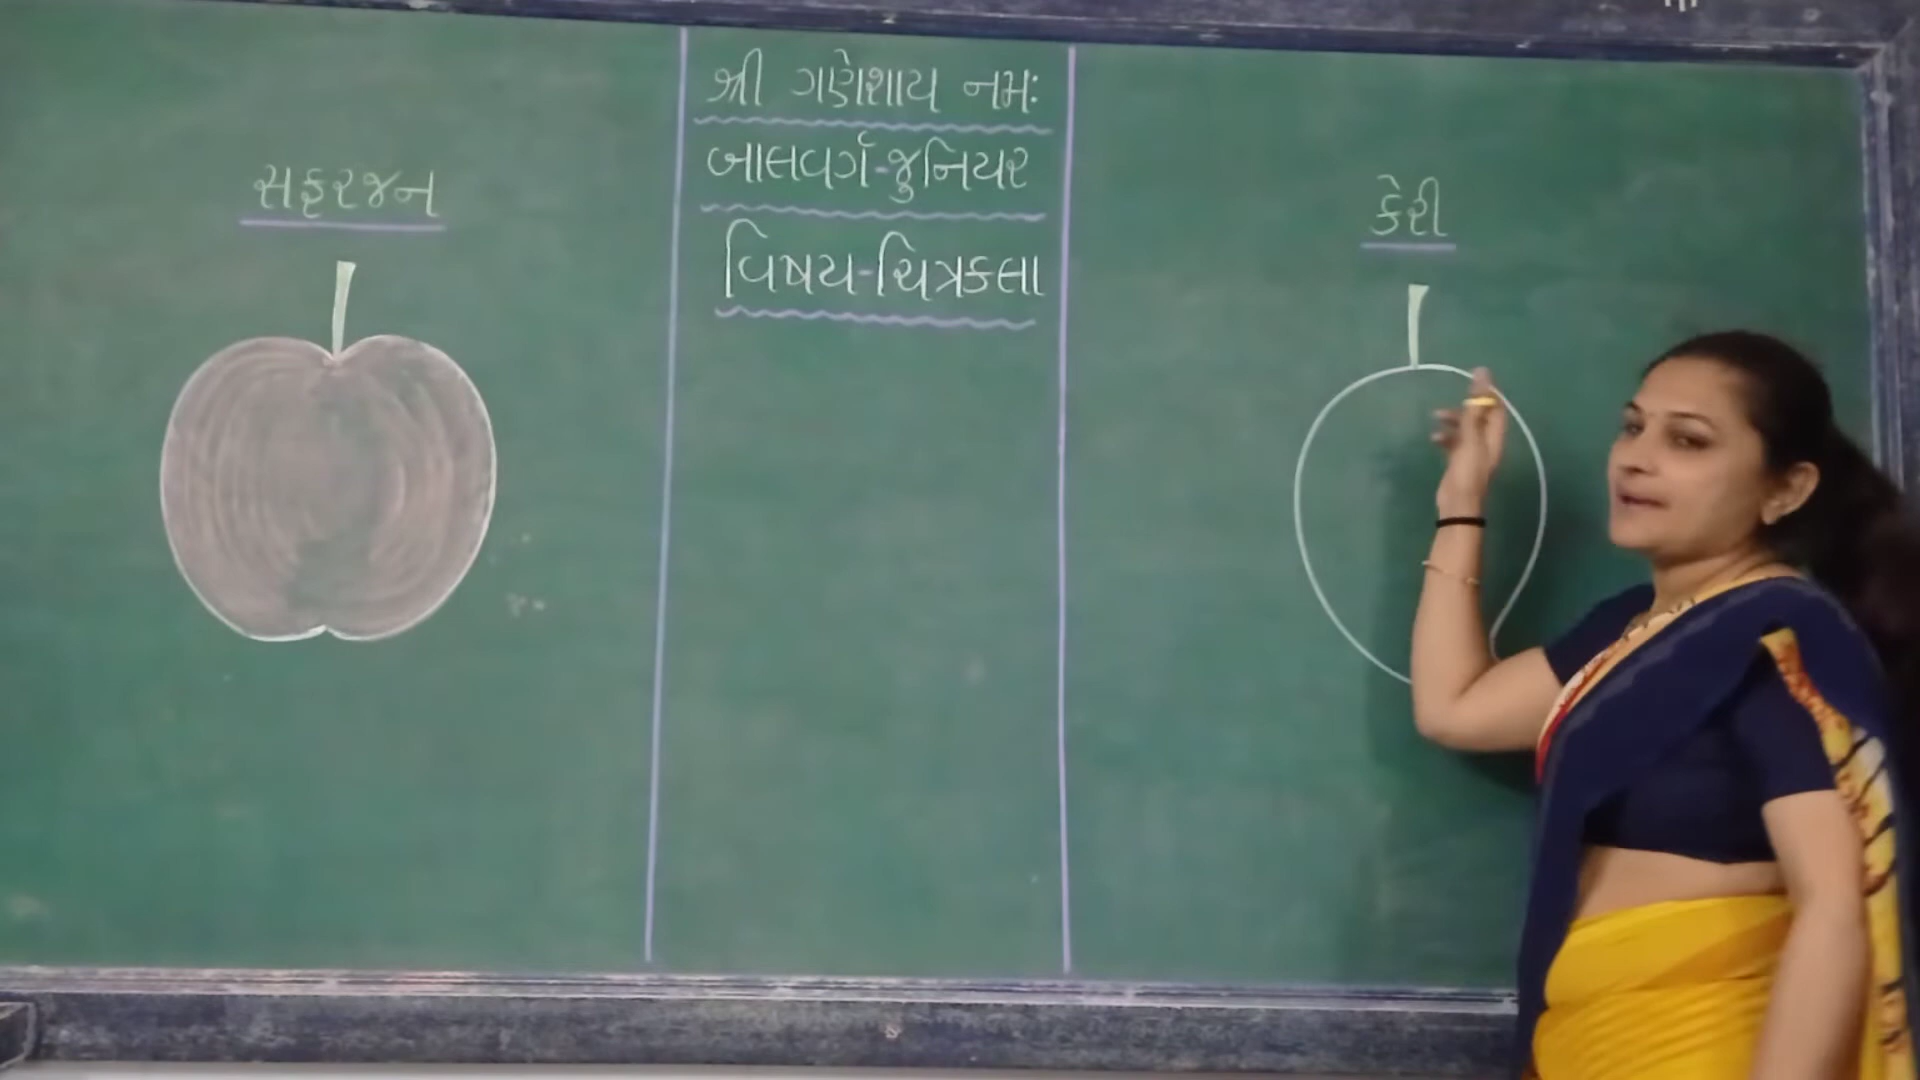 સફરજન
શ્રી ગણેશાય નમઃ
બાલવર્ગ-જુનિયર
વિષય-ચિત્રકલા
કેરી